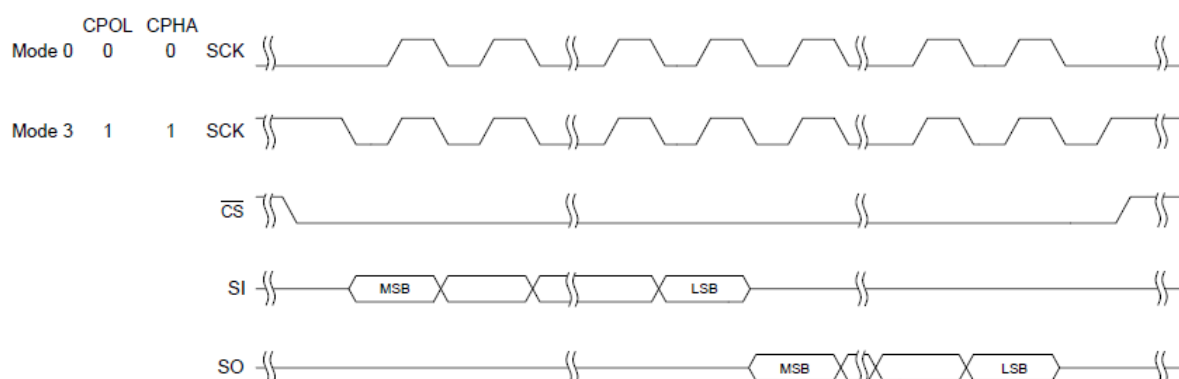 CPOL CPHA
Mode 0 0 0 SCK
Mode 3 1 1 SCK
CS
SI MSB LSB
SO MSB LSB